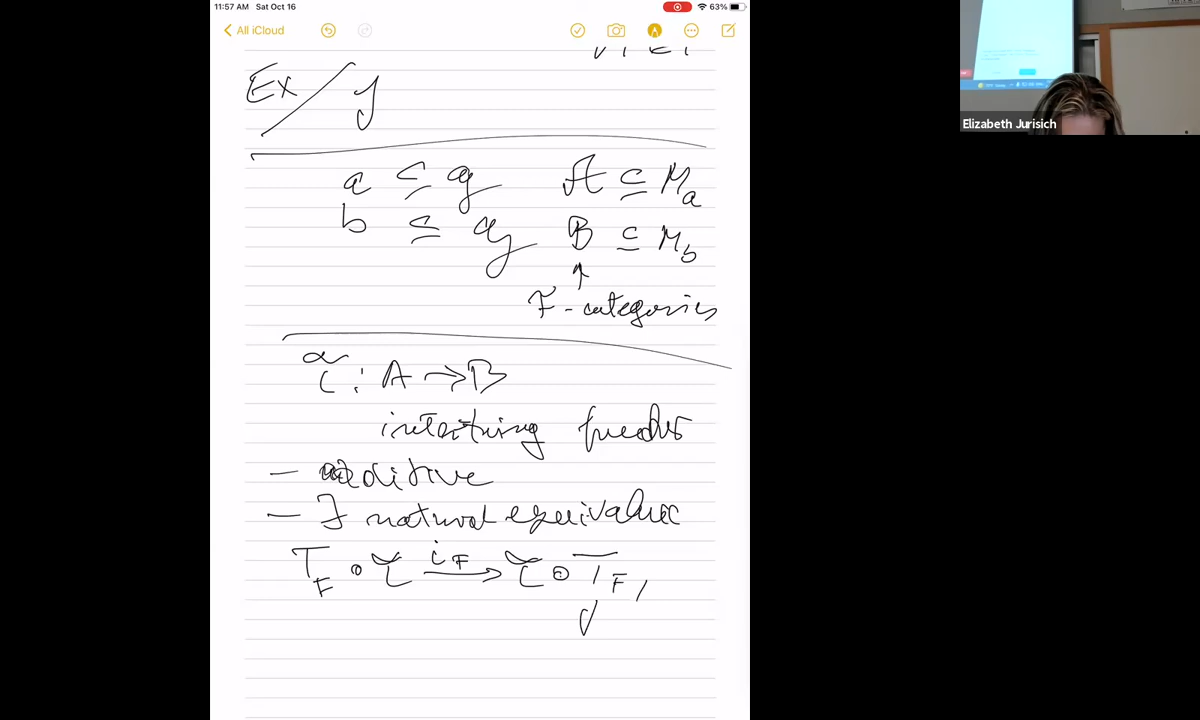 11:57 AM Sat Oct 16
63%
All iCloud
Ex / J
a ⊆ g A ⊆ M_a
b ⊆ g B ⊆ M_b
↑
F - categories
τ : A → B
intertwining functor
- additive
- ∃ natural equivalence
T_F ∘ τ —i_F→ τ ∘ T_F ,
Elizabeth Jurisich